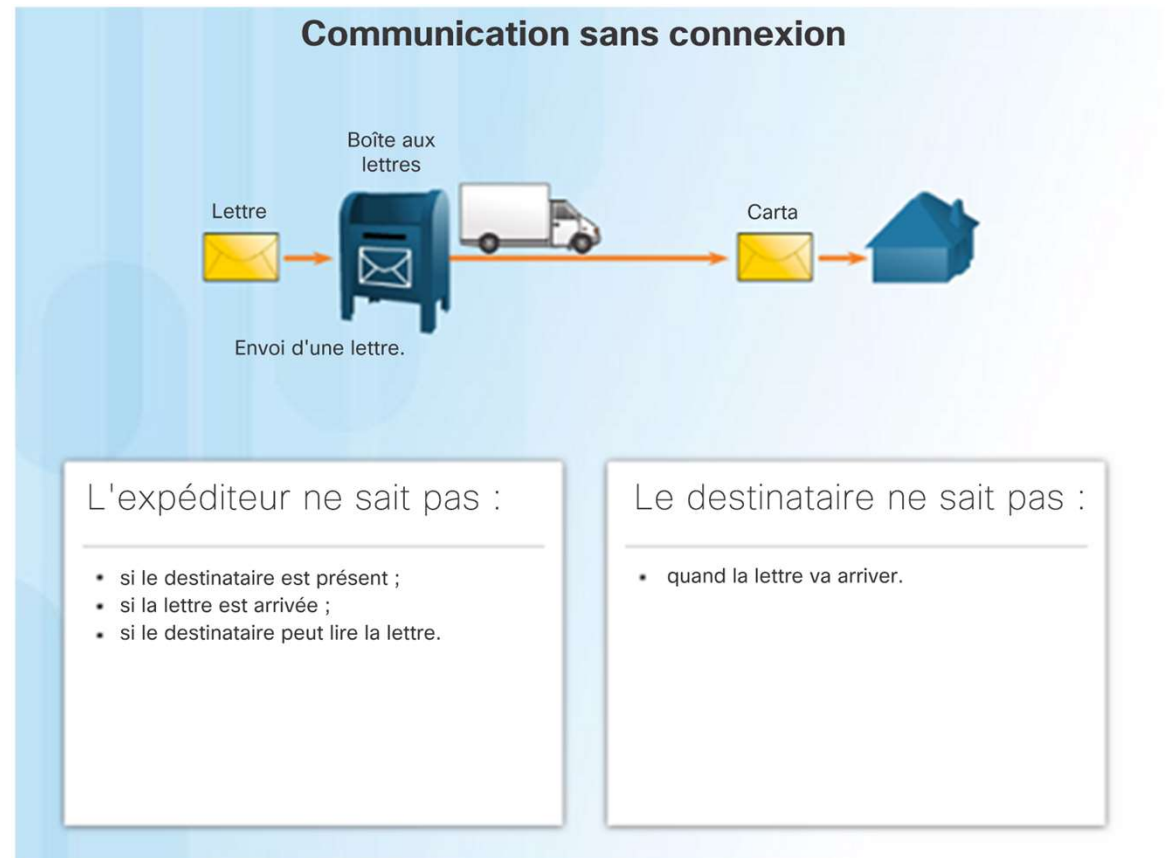 Communication sans connexion
Boîte aux
lettres
Lettre
Carta
Envoi d'une lettre.
L'expéditeur ne sait pas :
• si le destinataire est présent ;
• si la lettre est arrivée ;
• si le destinataire peut lire la lettre.
Le destinataire ne sait pas :
• quand la lettre va arriver.